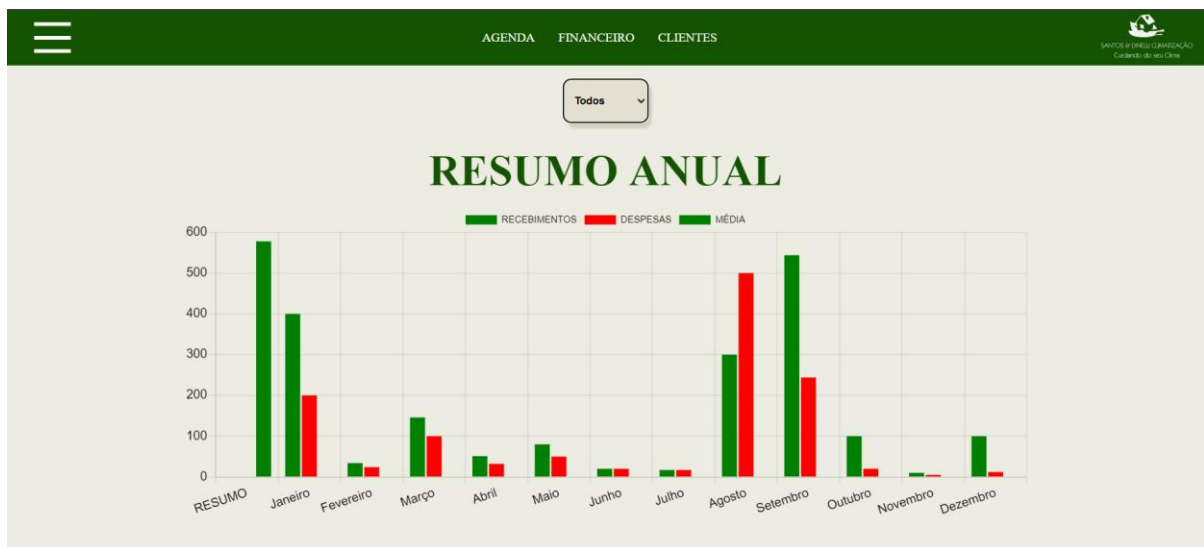 AGENDA FINANCEIRO CLIENTES
SANTOS & DINELLI CLIMATIZAÇÃO
Cuidando do seu Clima
Todos
RESUMO ANUAL
RECEBIMENTOS DESPESAS MÉDIA
600
500
400
300
200
100
0
RESUMO Janeiro Fevereiro Março Abril Maio Junho Julho Agosto Setembro Outubro Novembro Dezembro